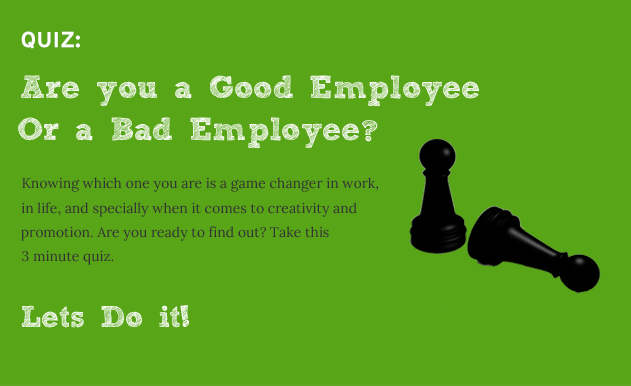 QUIZ:
Are you a Good Employee
Or a Bad Employee?
Knowing which one you are is a game changer in work,
in life, and specially when it comes to creativity and
promotion. Are you ready to find out? Take this
3 minute quiz.
Lets Do it!